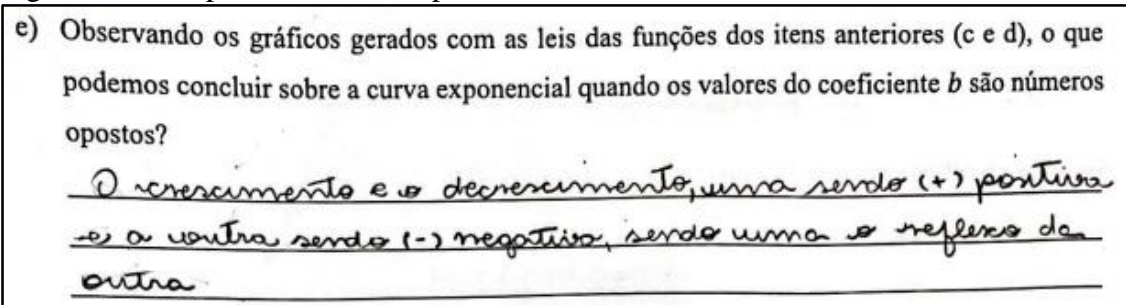 e) Observando os gráficos gerados com as leis das funções dos itens anteriores (c e d), o que
podemos concluir sobre a curva exponencial quando os valores do coeficiente b são números
opostos?
O crescimento e o decrescimento, uma sendo (+) positiva
e a outra sendo (-) negativa, sendo uma o reflexo da
outra